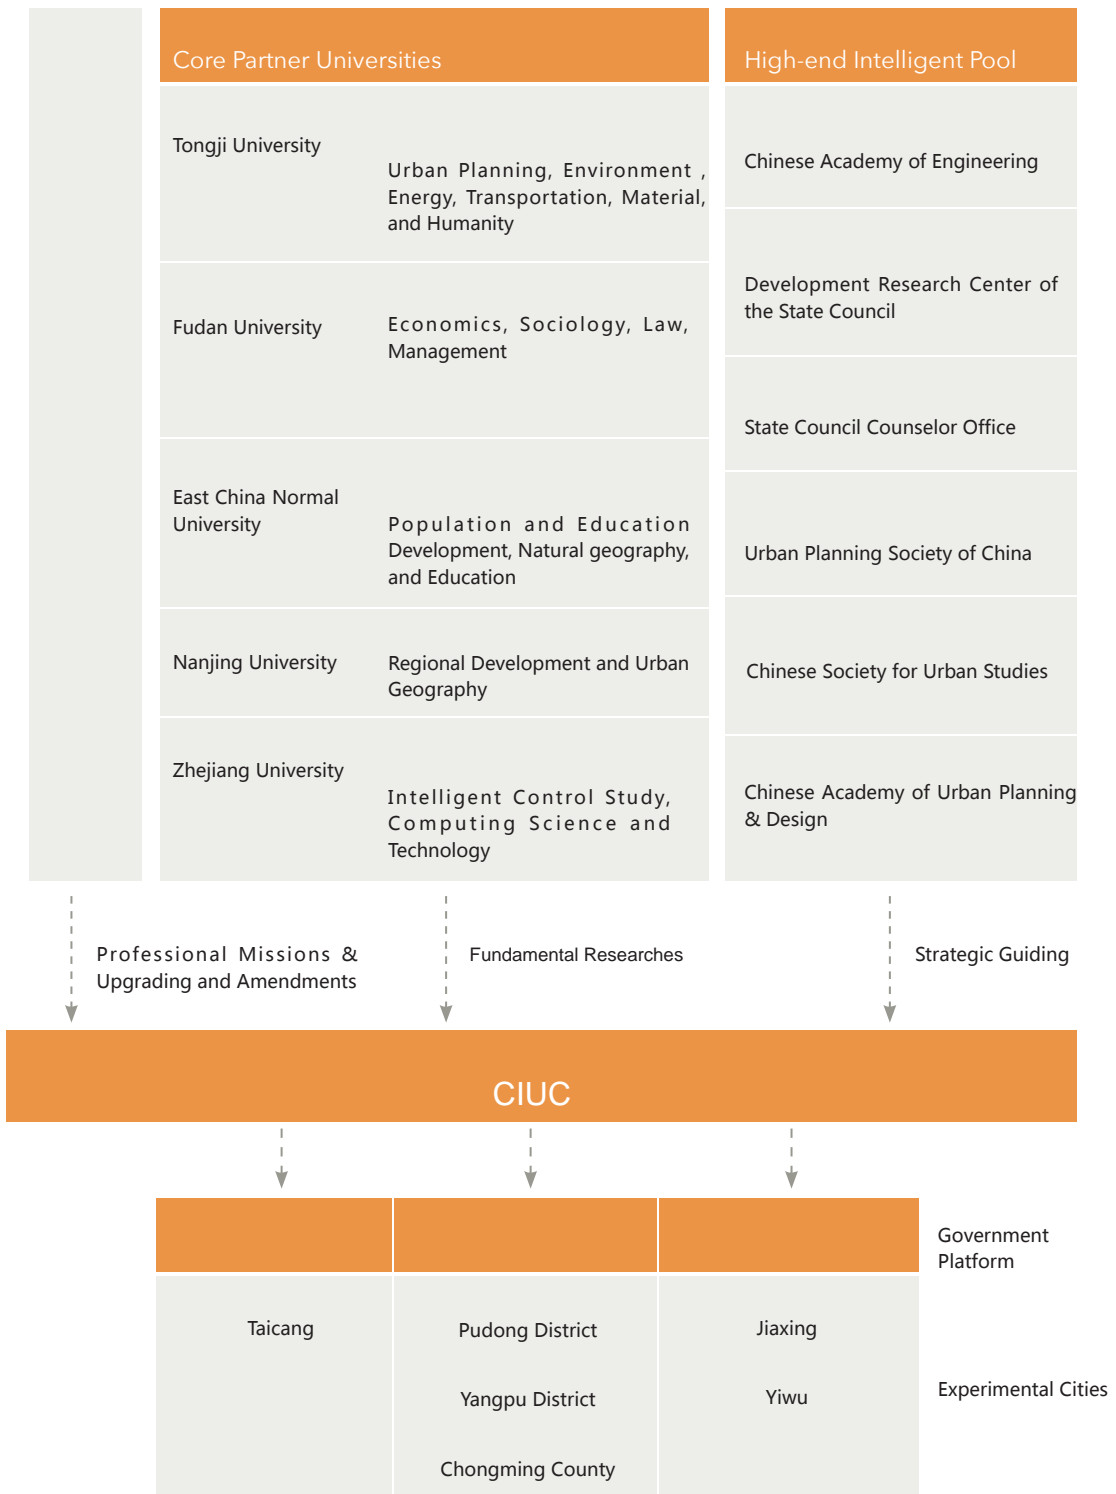 Core Partner Universities
High-end Intelligent Pool
Tongji University
Urban Planning, Environment ,
Energy, Transportation, Material,
and Humanity
Fudan University
Economics, Sociology, Law,
Management
East China Normal
University
Population and Education
Development, Natural geography,
and Education
Nanjing University
Regional Development and Urban
Geography
Zhejiang University
Intelligent Control Study,
Computing Science and
Technology
Chinese Academy of Engineering
Development Research Center of
the State Council
State Council Counselor Office
Urban Planning Society of China
Chinese Society for Urban Studies
Chinese Academy of Urban Planning
& Design
Professional Missions &
Upgrading and Amendments
Fundamental Researches
Strategic Guiding
CIUC
Government
Platform
Taicang
Pudong District
Jiaxing
Yangpu District
Yiwu
Experimental Cities
Chongming County